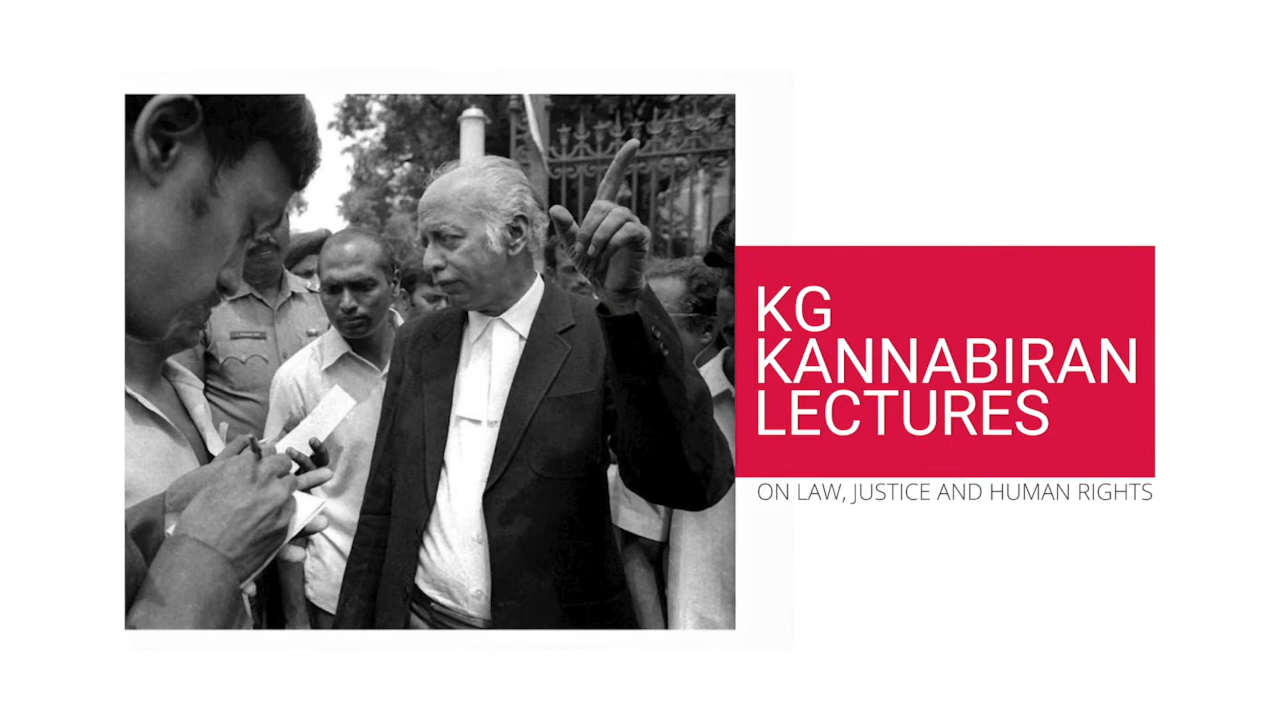 KG
KANNABIRAN
LECTURES
ON LAW, JUSTICE AND HUMAN RIGHTS